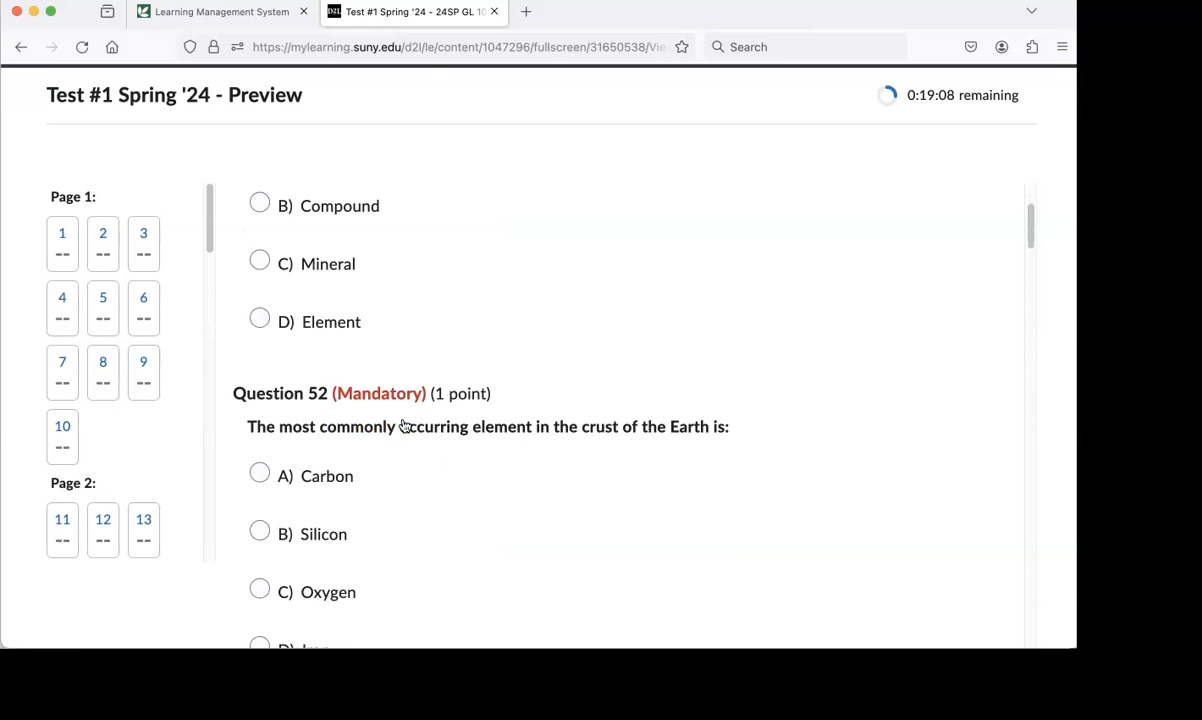 Learning Management System
Test #1 Spring '24 - 24SP GL 10
https://mylearning.suny.edu/d2l/le/content/1047296/fullscreen/31650538/Vie
Search
Test #1 Spring '24 - Preview
0:19:08 remaining
Page 1:
1 2 3
-- -- --
4 5 6
-- -- --
7 8 9
-- -- --
10
--
Page 2:
11 12 13
-- -- --
B) Compound
C) Mineral
D) Element
Question 52 (Mandatory) (1 point)
The most commonly occurring element in the crust of the Earth is:
A) Carbon
B) Silicon
C) Oxygen